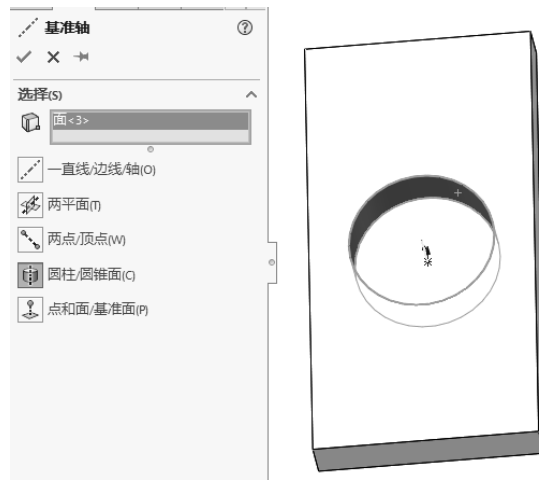 基准轴
选择(S)
面<3>
一直线/边线/轴(O)
两平面(T)
两点/顶点(W)
圆柱/圆锥面(C)
点和面/基准面(P)